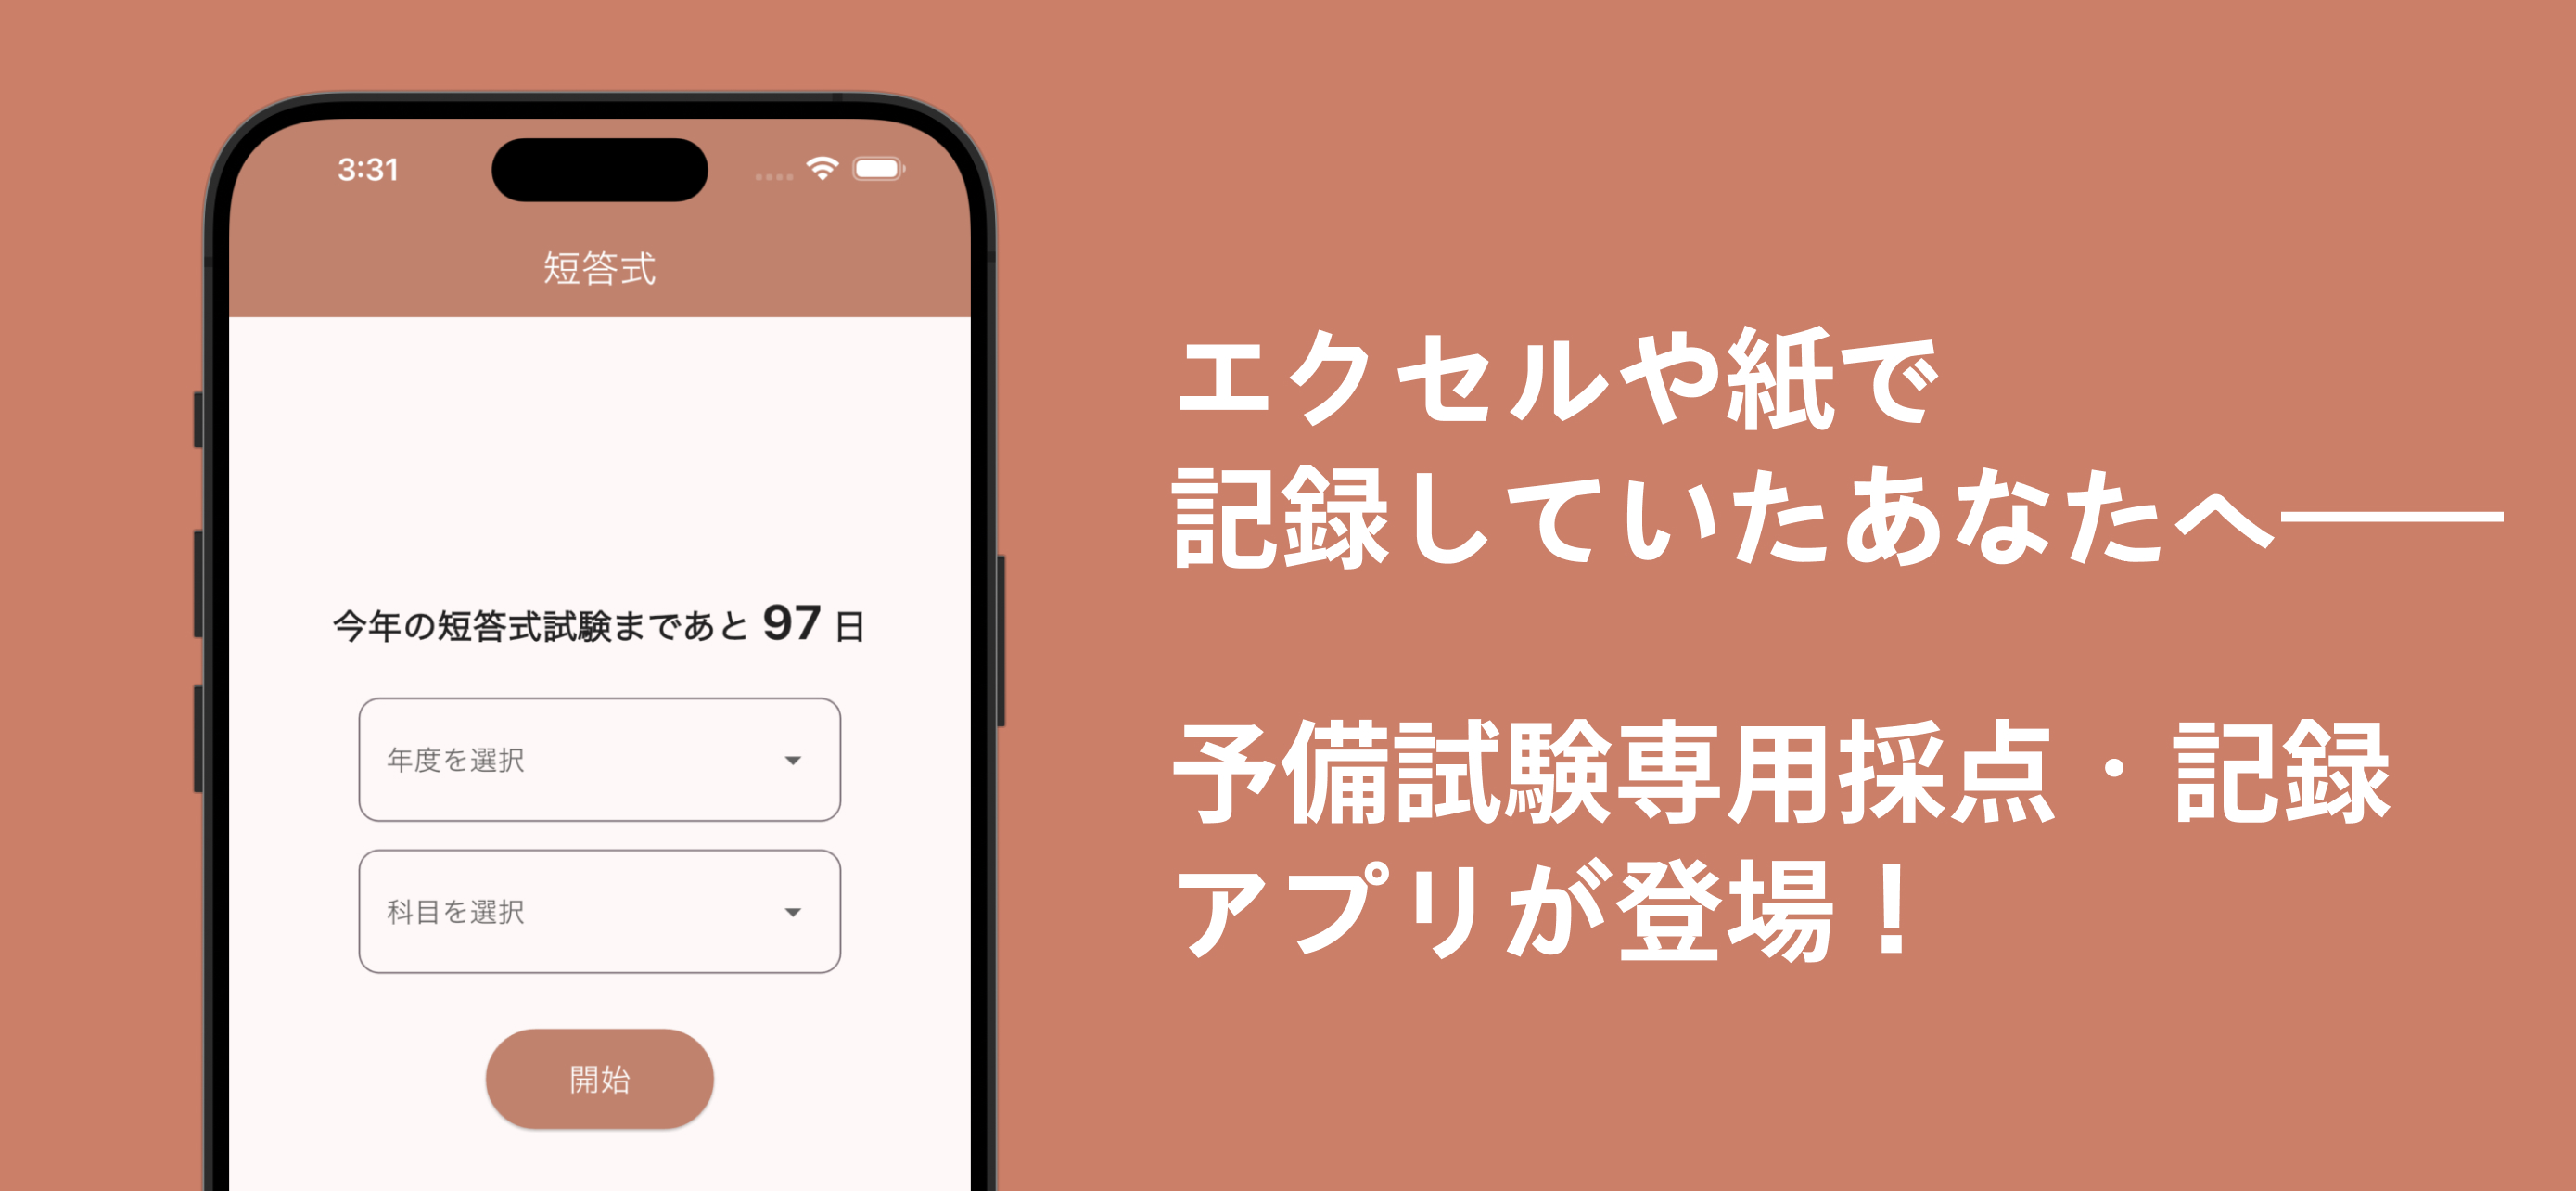 3:31
短答式
今年の短答式試験まであと 97 日
年度を選択
科目を選択
開始
エクセルや紙で
記録していたあなたへ──
予備試験専用採点・記録
アプリが登場！